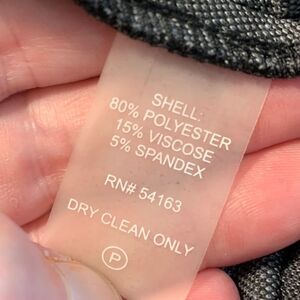 SHELL:
80% POLYESTER
15% VISCOSE
5% SPANDEX
RN# 54163
DRY CLEAN ONLY
P